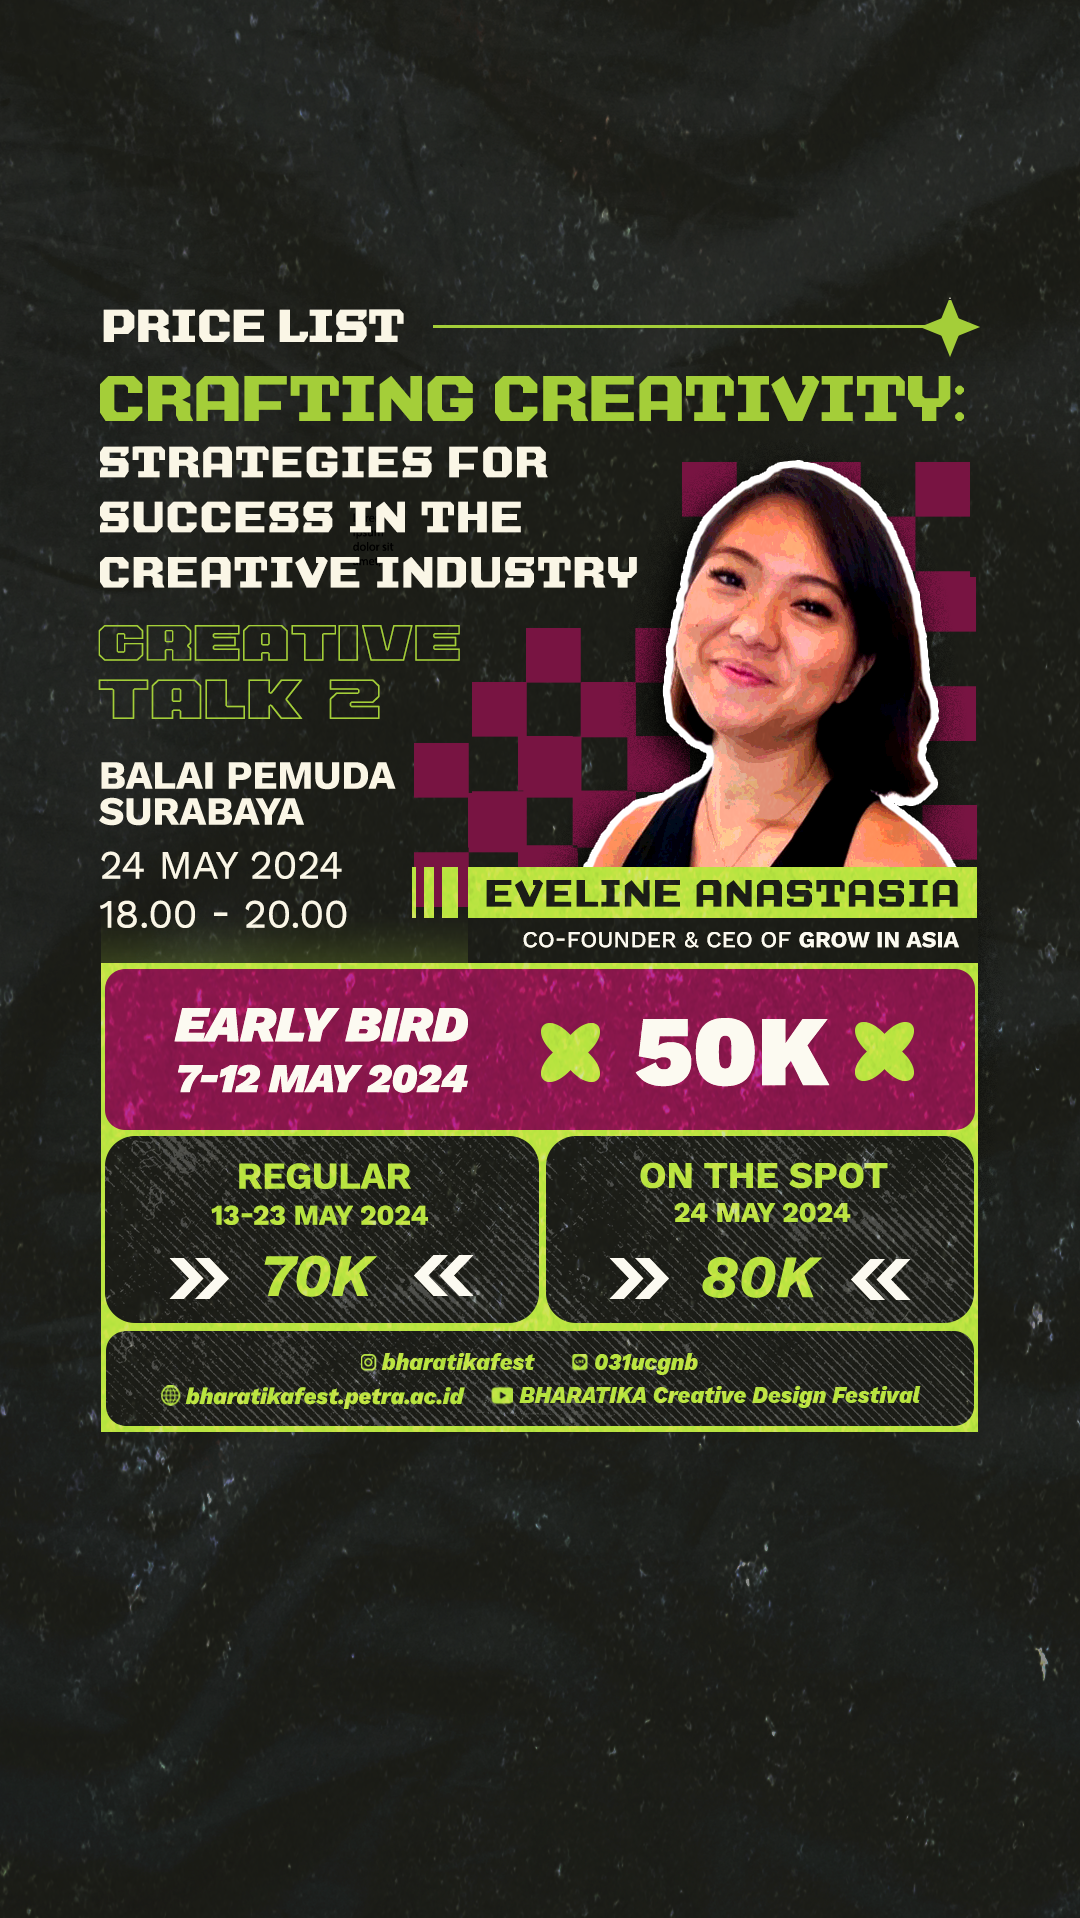 PRICE LIST
CRAFTING CREATIVITY:
STRATEGIES FOR
SUCCESS IN THE
dolor sit
CREATIVE INDUSTRY
CREATIVE
TALK 2
BALAI PEMUDA
SURABAYA
24 MAY 2024
18.00 - 20.00
EVELINE ANASTASIA
CO-FOUNDER & CEO OF GROW IN ASIA
EARLY BIRD
7-12 MAY 2024
50K
REGULAR
13-23 MAY 2024
70K
ON THE SPOT
24 MAY 2024
80K
bharatikafest 031ucgnb
bharatikafest.petra.ac.id BHARATIKA Creative Design Festival